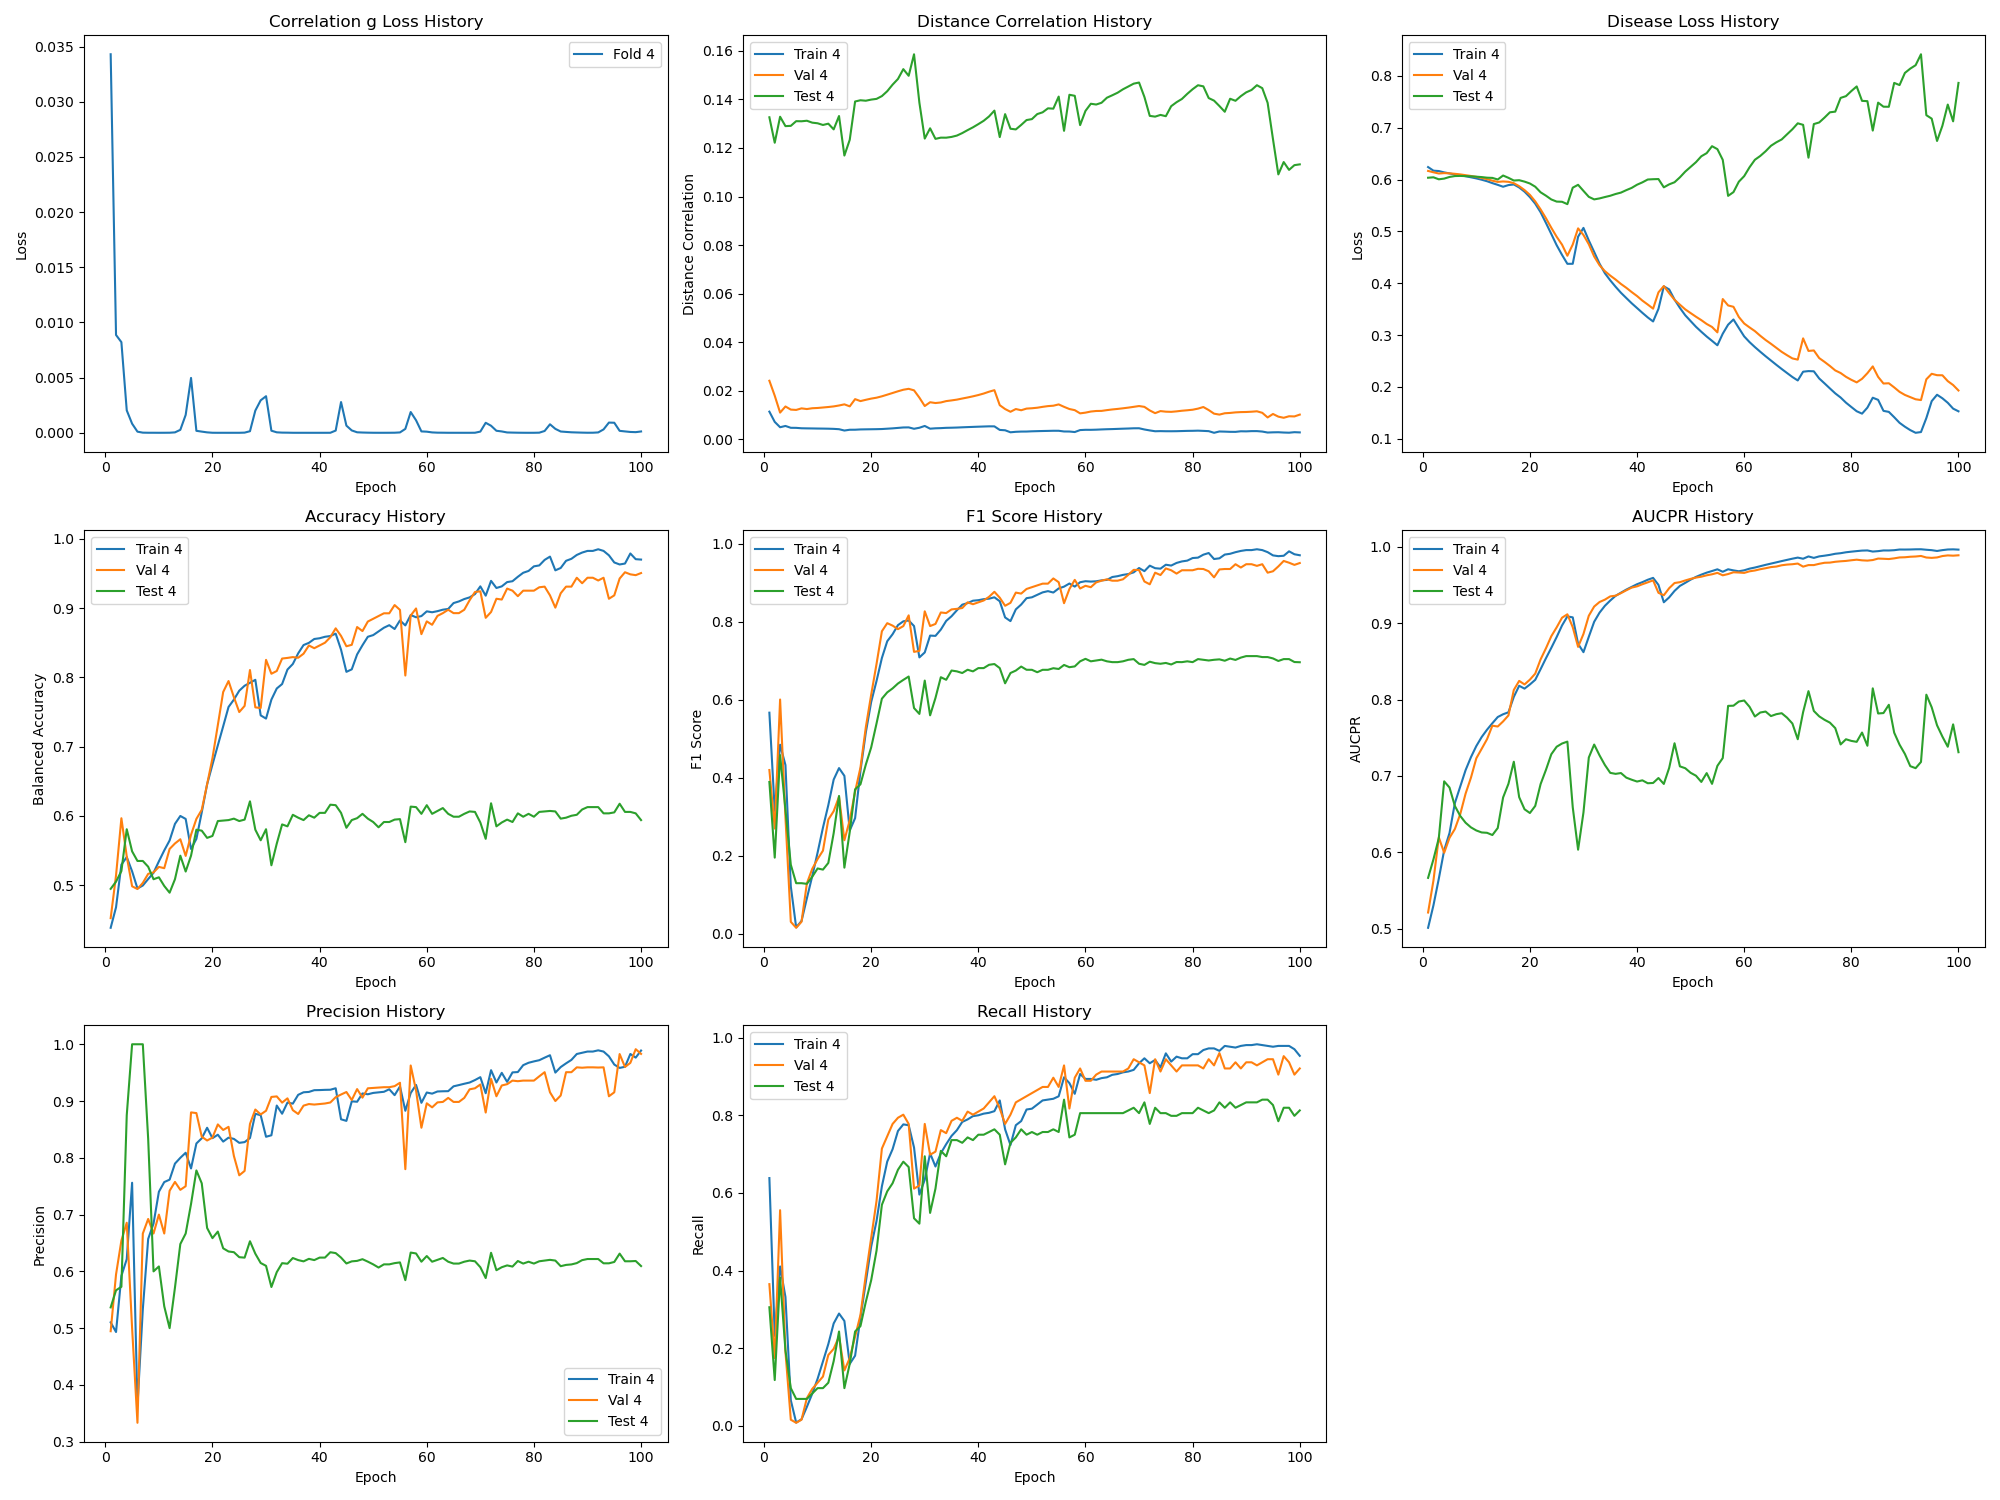 Correlation g Loss History
Fold 4
0.035
0.030
0.025
0.020
0.015
0.010
0.005
0.000
Loss
0 20 40 60 80 100
Epoch
Distance Correlation History
Train 4
Val 4
Test 4
0.16
0.14
0.12
0.10
0.08
0.06
0.04
0.02
0.00
Distance Correlation
0 20 40 60 80 100
Epoch
Disease Loss History
Train 4
Val 4
Test 4
0.8
0.7
0.6
0.5
0.4
0.3
0.2
0.1
Loss
0 20 40 60 80 100
Epoch
Accuracy History
Train 4
Val 4
Test 4
1.0
0.9
0.8
0.7
0.6
0.5
Balanced Accuracy
0 20 40 60 80 100
Epoch
F1 Score History
Train 4
Val 4
Test 4
1.0
0.8
0.6
0.4
0.2
0.0
F1 Score
0 20 40 60 80 100
Epoch
AUCPR History
Train 4
Val 4
Test 4
1.0
0.9
0.8
0.7
0.6
0.5
AUCPR
0 20 40 60 80 100
Epoch
Precision History
1.0
0.9
0.8
0.7
0.6
0.5
0.4
0.3
Precision
Train 4
Val 4
Test 4
0 20 40 60 80 100
Epoch
Recall History
Train 4
Val 4
Test 4
1.0
0.8
0.6
0.4
0.2
0.0
Recall
0 20 40 60 80 100
Epoch